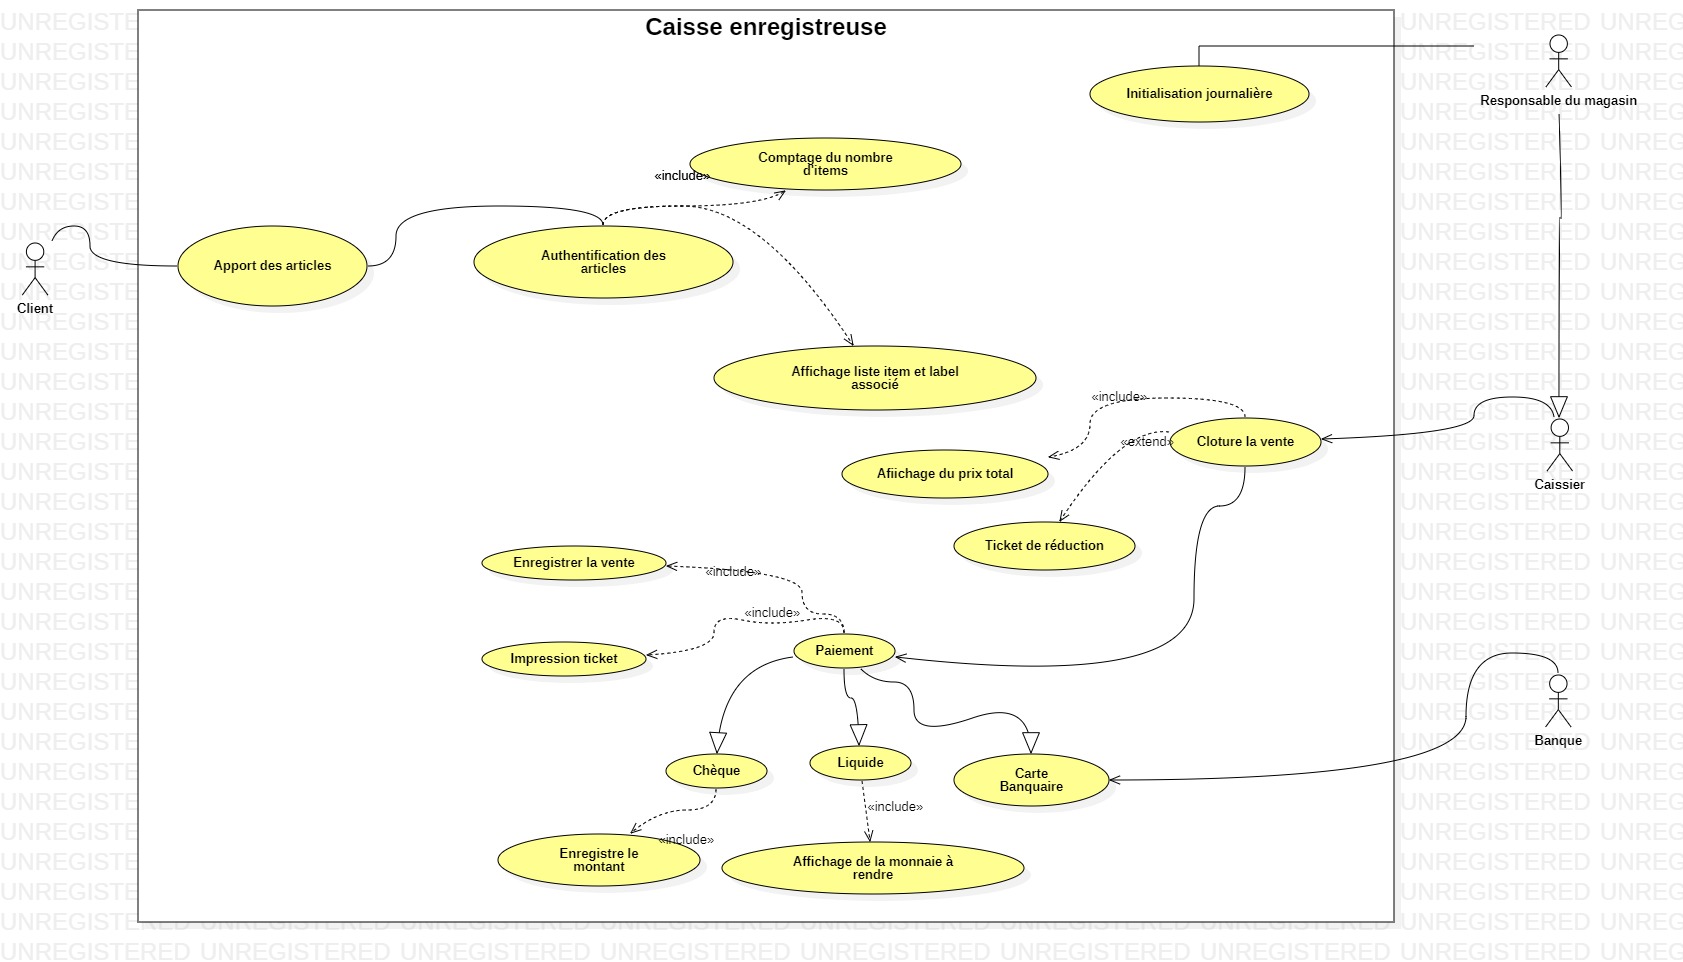 Caisse enregistreuse
Initialisation journalière
Responsable du magasin
Comptage du nombre
d'items
«include»
Authentification des
articles
Apport des articles
Client
Affichage liste item et label
associé
«include»
Cloture la vente
«extend»
Afiichage du prix total
Caissier
Ticket de réduction
Enregistrer la vente
«include»
«include»
Impression ticket
Paiement
Banque
Chèque
Liquide
Carte
Banquaire
«include»
«include»
Enregistre le
montant
Affichage de la monnaie à
rendre
UNREGISTERED UNREGISTERED UNREGISTERED UNREGISTERED UNREGISTERED UNREGISTERED UNREGISTERED UNREGISTERED